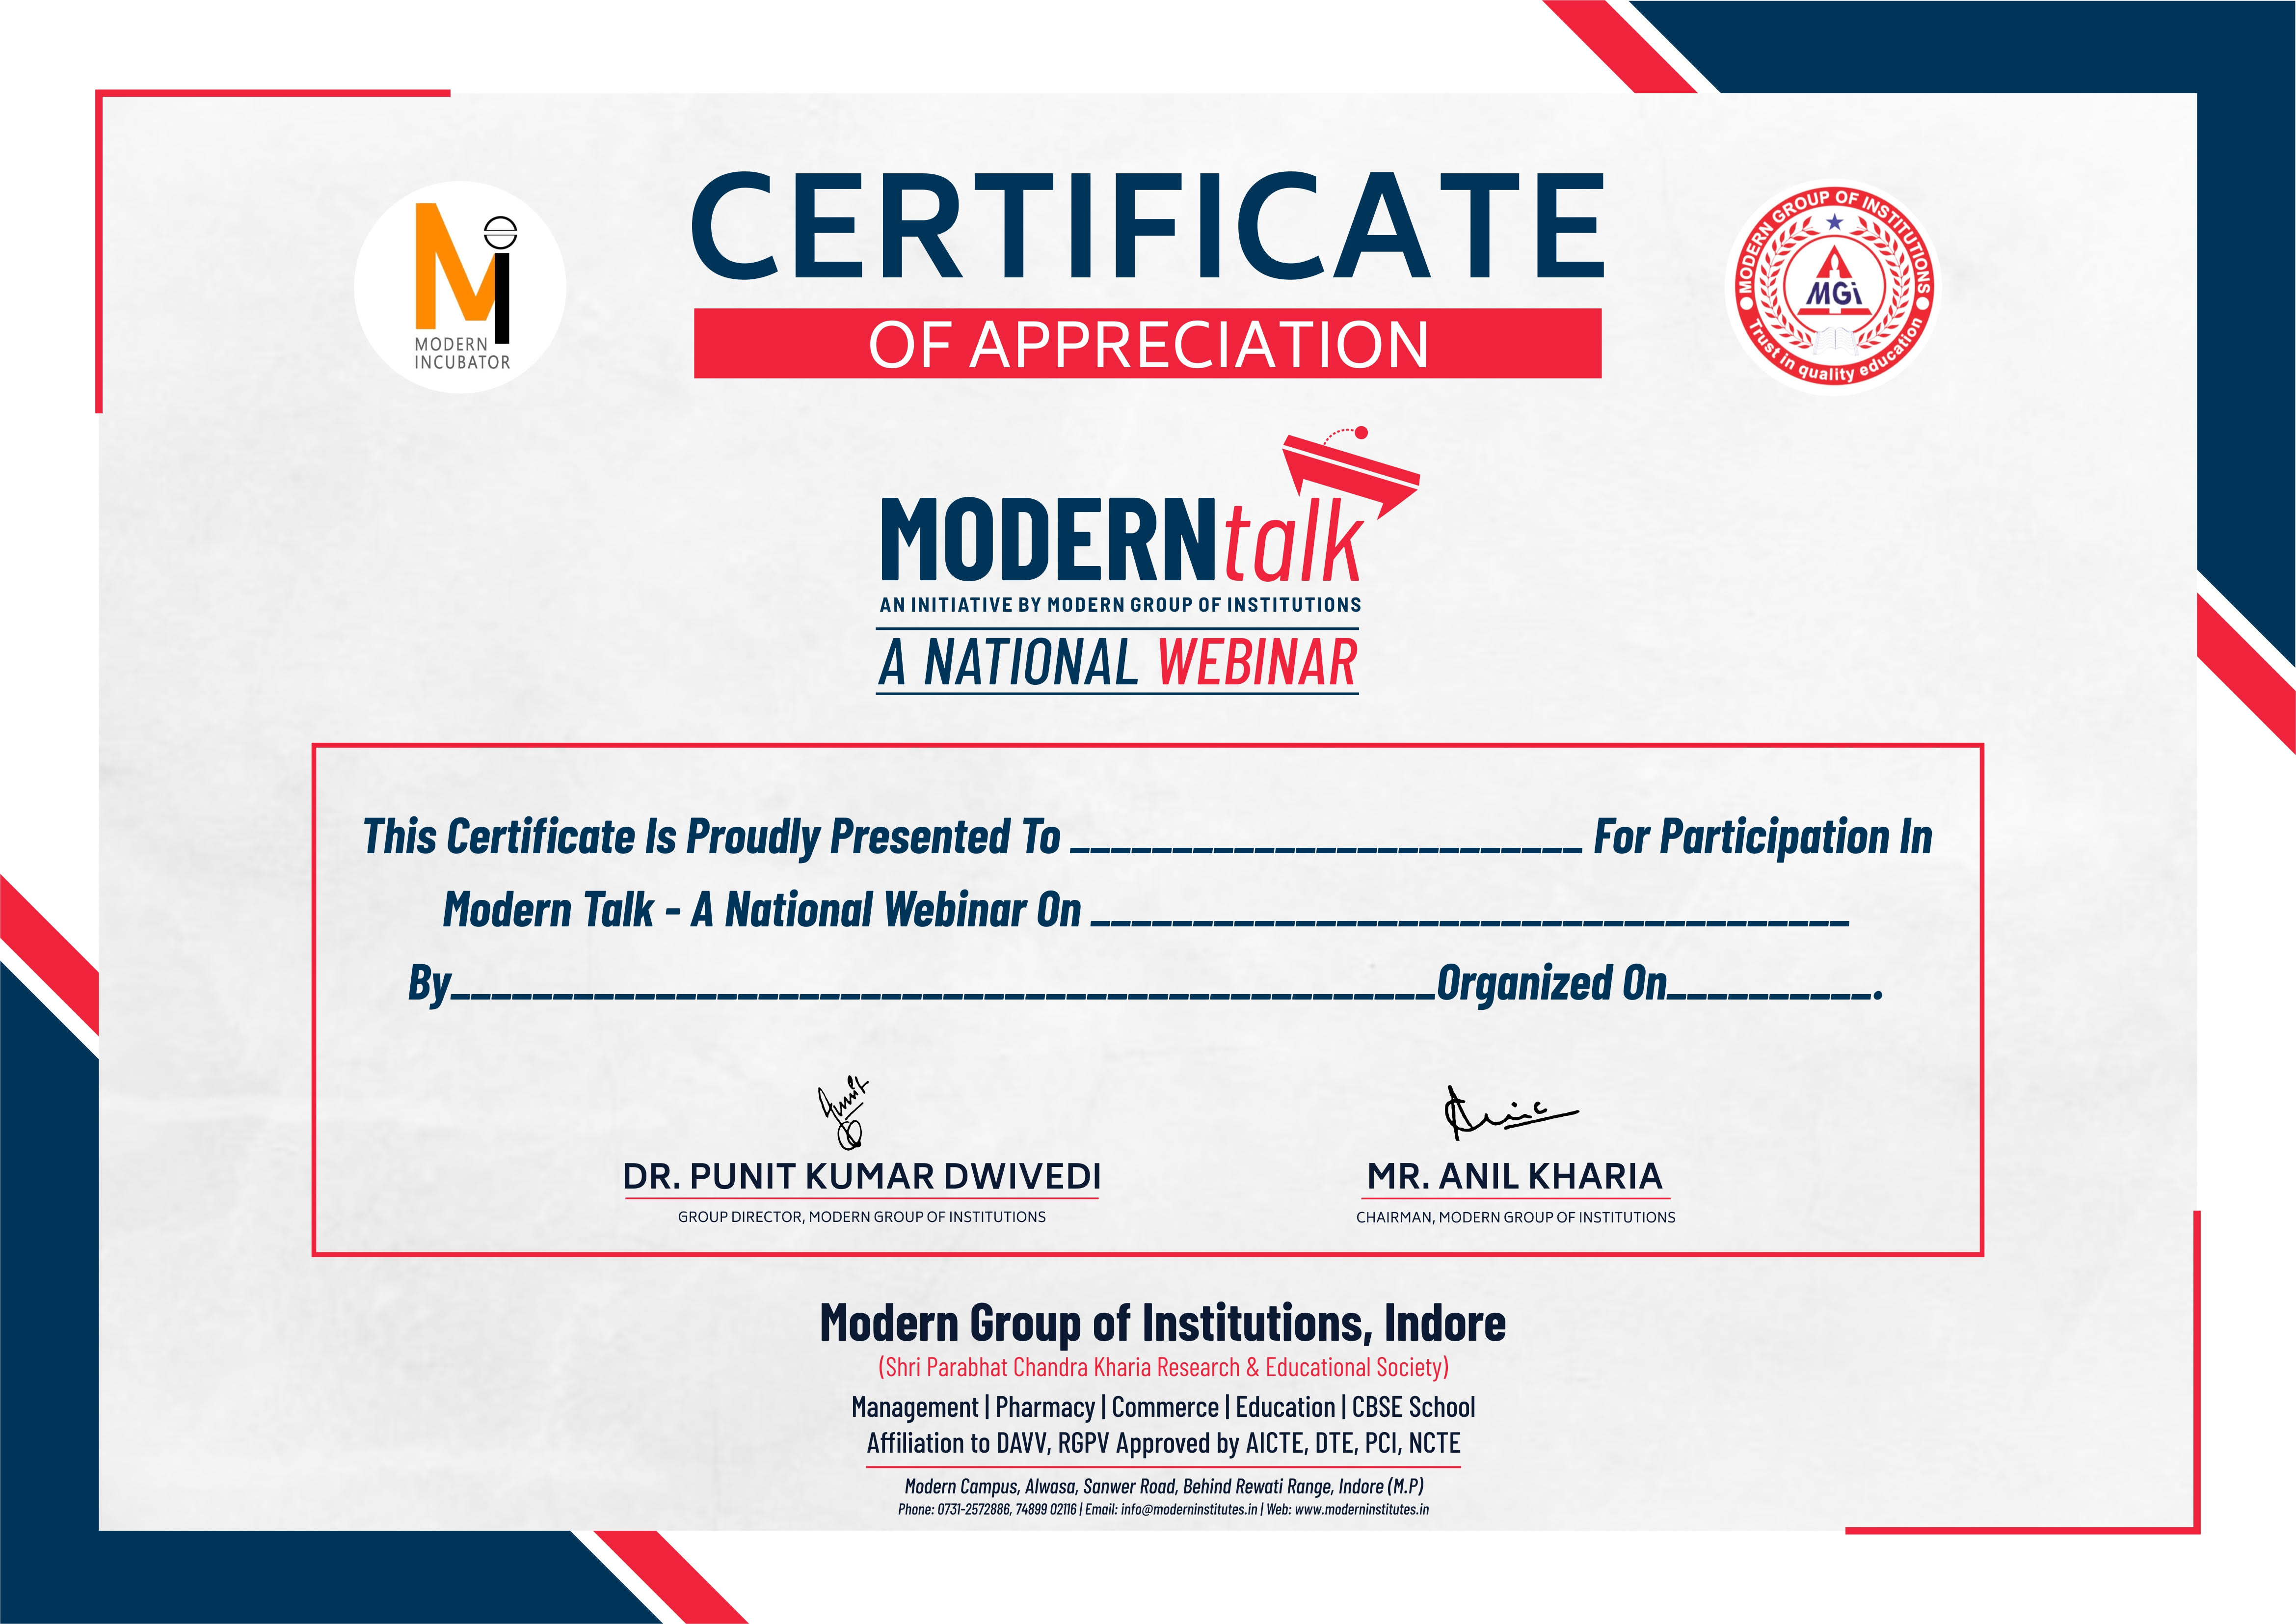 CERTIFICATE
OF APPRECIATION
MI
MODERN
INCUBATOR
MODERN GROUP OF INSTITUTIONS
MGi
Trust in quality education
MODERNtalk
AN INITIATIVE BY MODERN GROUP OF INSTITUTIONS
A NATIONAL WEBINAR
This Certificate Is Proudly Presented To _________________________ For Participation In
Modern Talk - A National Webinar On _____________________________________
By________________________________________________Organized On__________.
Punit
DR. PUNIT KUMAR DWIVEDI
MR. ANIL KHARIA
GROUP DIRECTOR, MODERN GROUP OF INSTITUTIONS
CHAIRMAN, MODERN GROUP OF INSTITUTIONS
Modern Group of Institutions, Indore
(Shri Parabhat Chandra Kharia Research & Educational Society)
Management | Pharmacy | Commerce | Education | CBSE School
Affiliation to DAVV, RGPV Approved by AICTE, DTE, PCI, NCTE
Modern Campus, Alwasa, Sanwer Road, Behind Rewati Range, Indore (M.P)
Phone: 0731-2572886, 74899 02116 | Email: info@moderninstitutes.in | Web: www.moderninstitutes.in